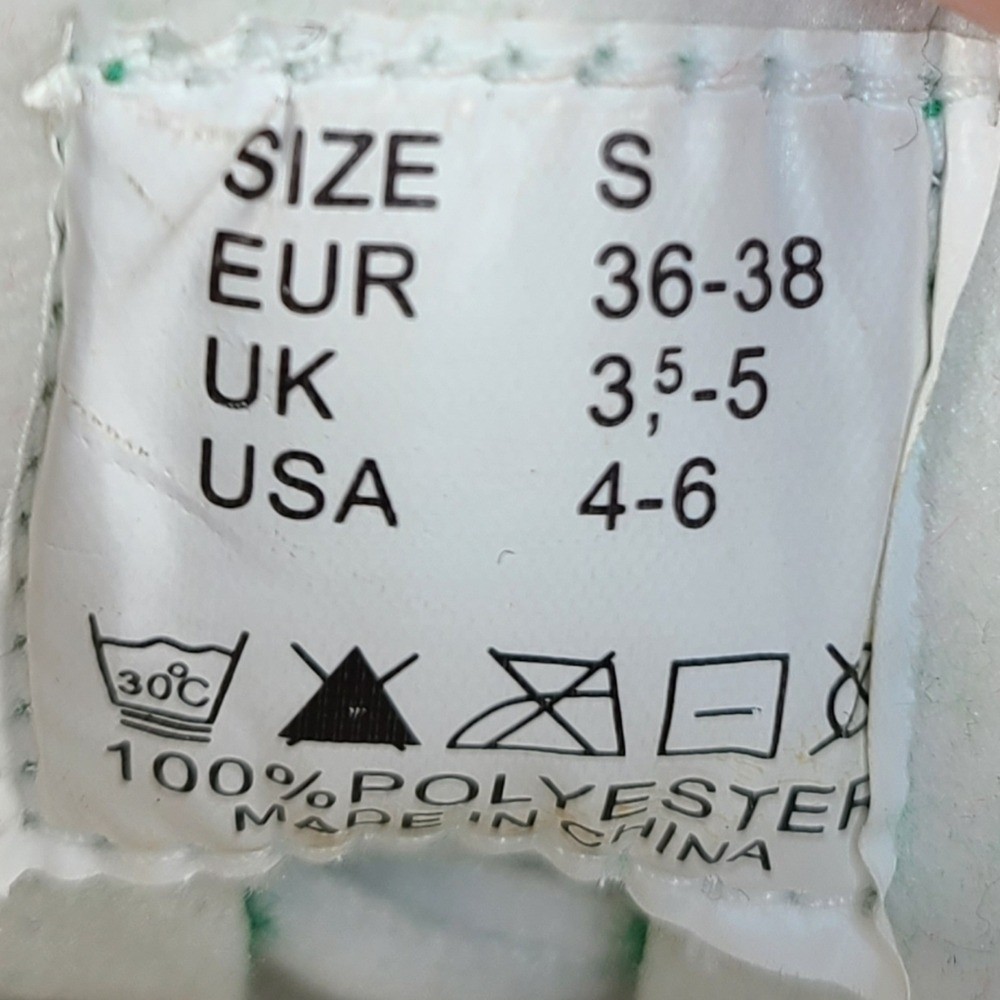 SIZE S
EUR 36-38
UK 3,5-5
USA 4-6
30°C
100% POLYESTER
MADE IN CHINA